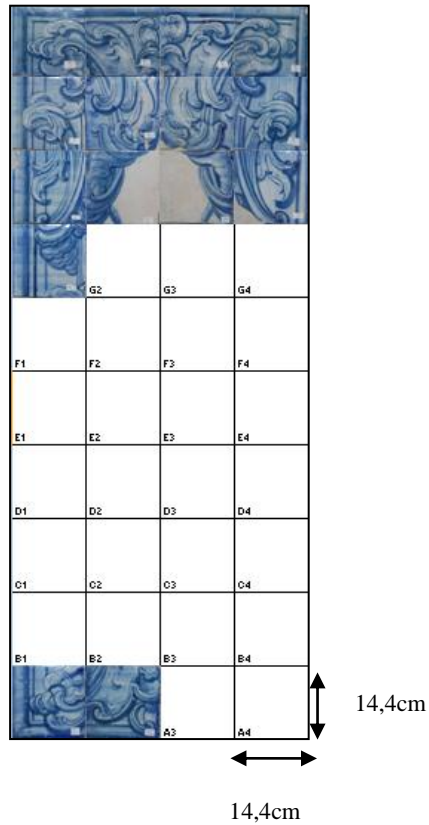 G2 G3 G4
F1 F2 F3 F4
E1 E2 E3 E4
D1 D2 D3 D4
C1 C2 C3 C4
B1 B2 B3 B4
A3 A4
14,4cm
14,4cm